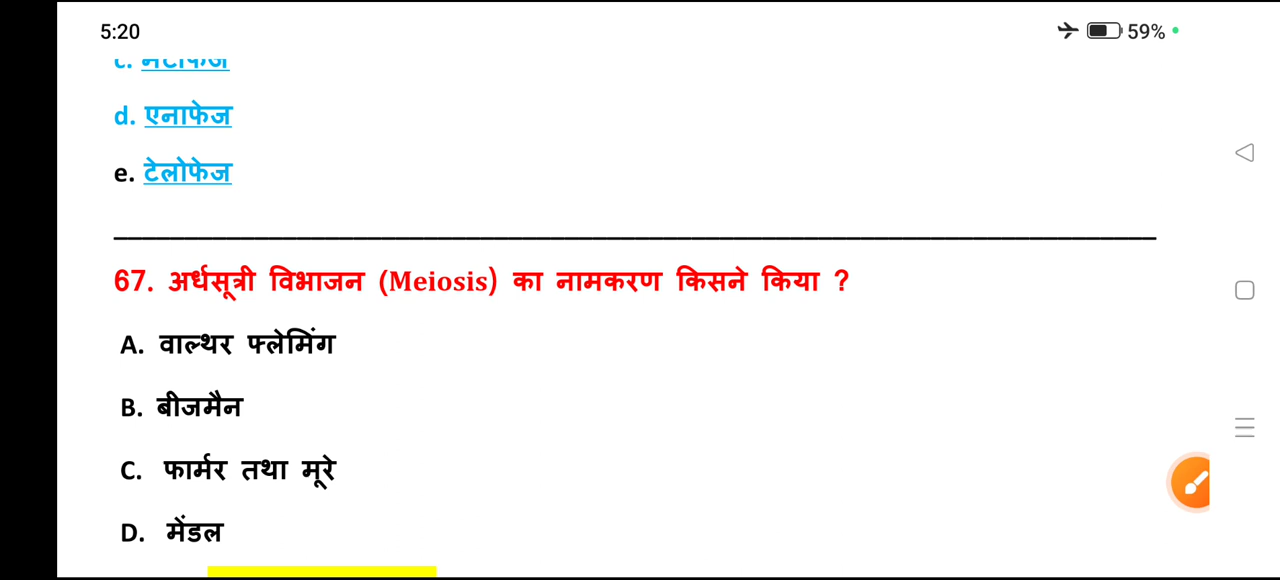 5:20
59%
c. मेटाफेज
d. एनाफेज
e. टेलोफेज
67. अर्धसूत्री विभाजन (Meiosis) का नामकरण किसने किया ?
A. वाल्थर फ्लेमिंग
B. बीजमैन
C. फार्मर तथा मूरे
D. मेंडल